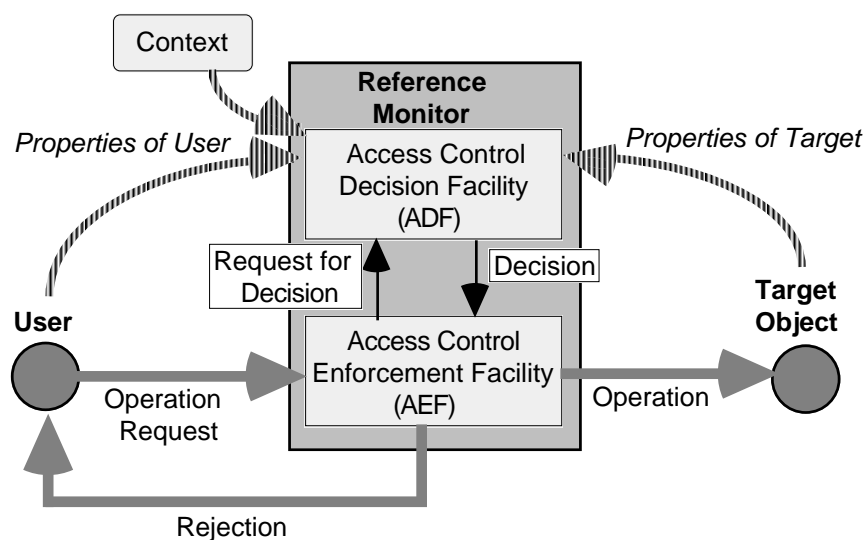 Context
Reference
Monitor
Properties of User
Properties of Target
Access Control
Decision Facility
(ADF)
Request for
Decision
Decision
User
Target
Object
Access Control
Enforcement Facility
(AEF)
Operation
Request
Operation
Rejection